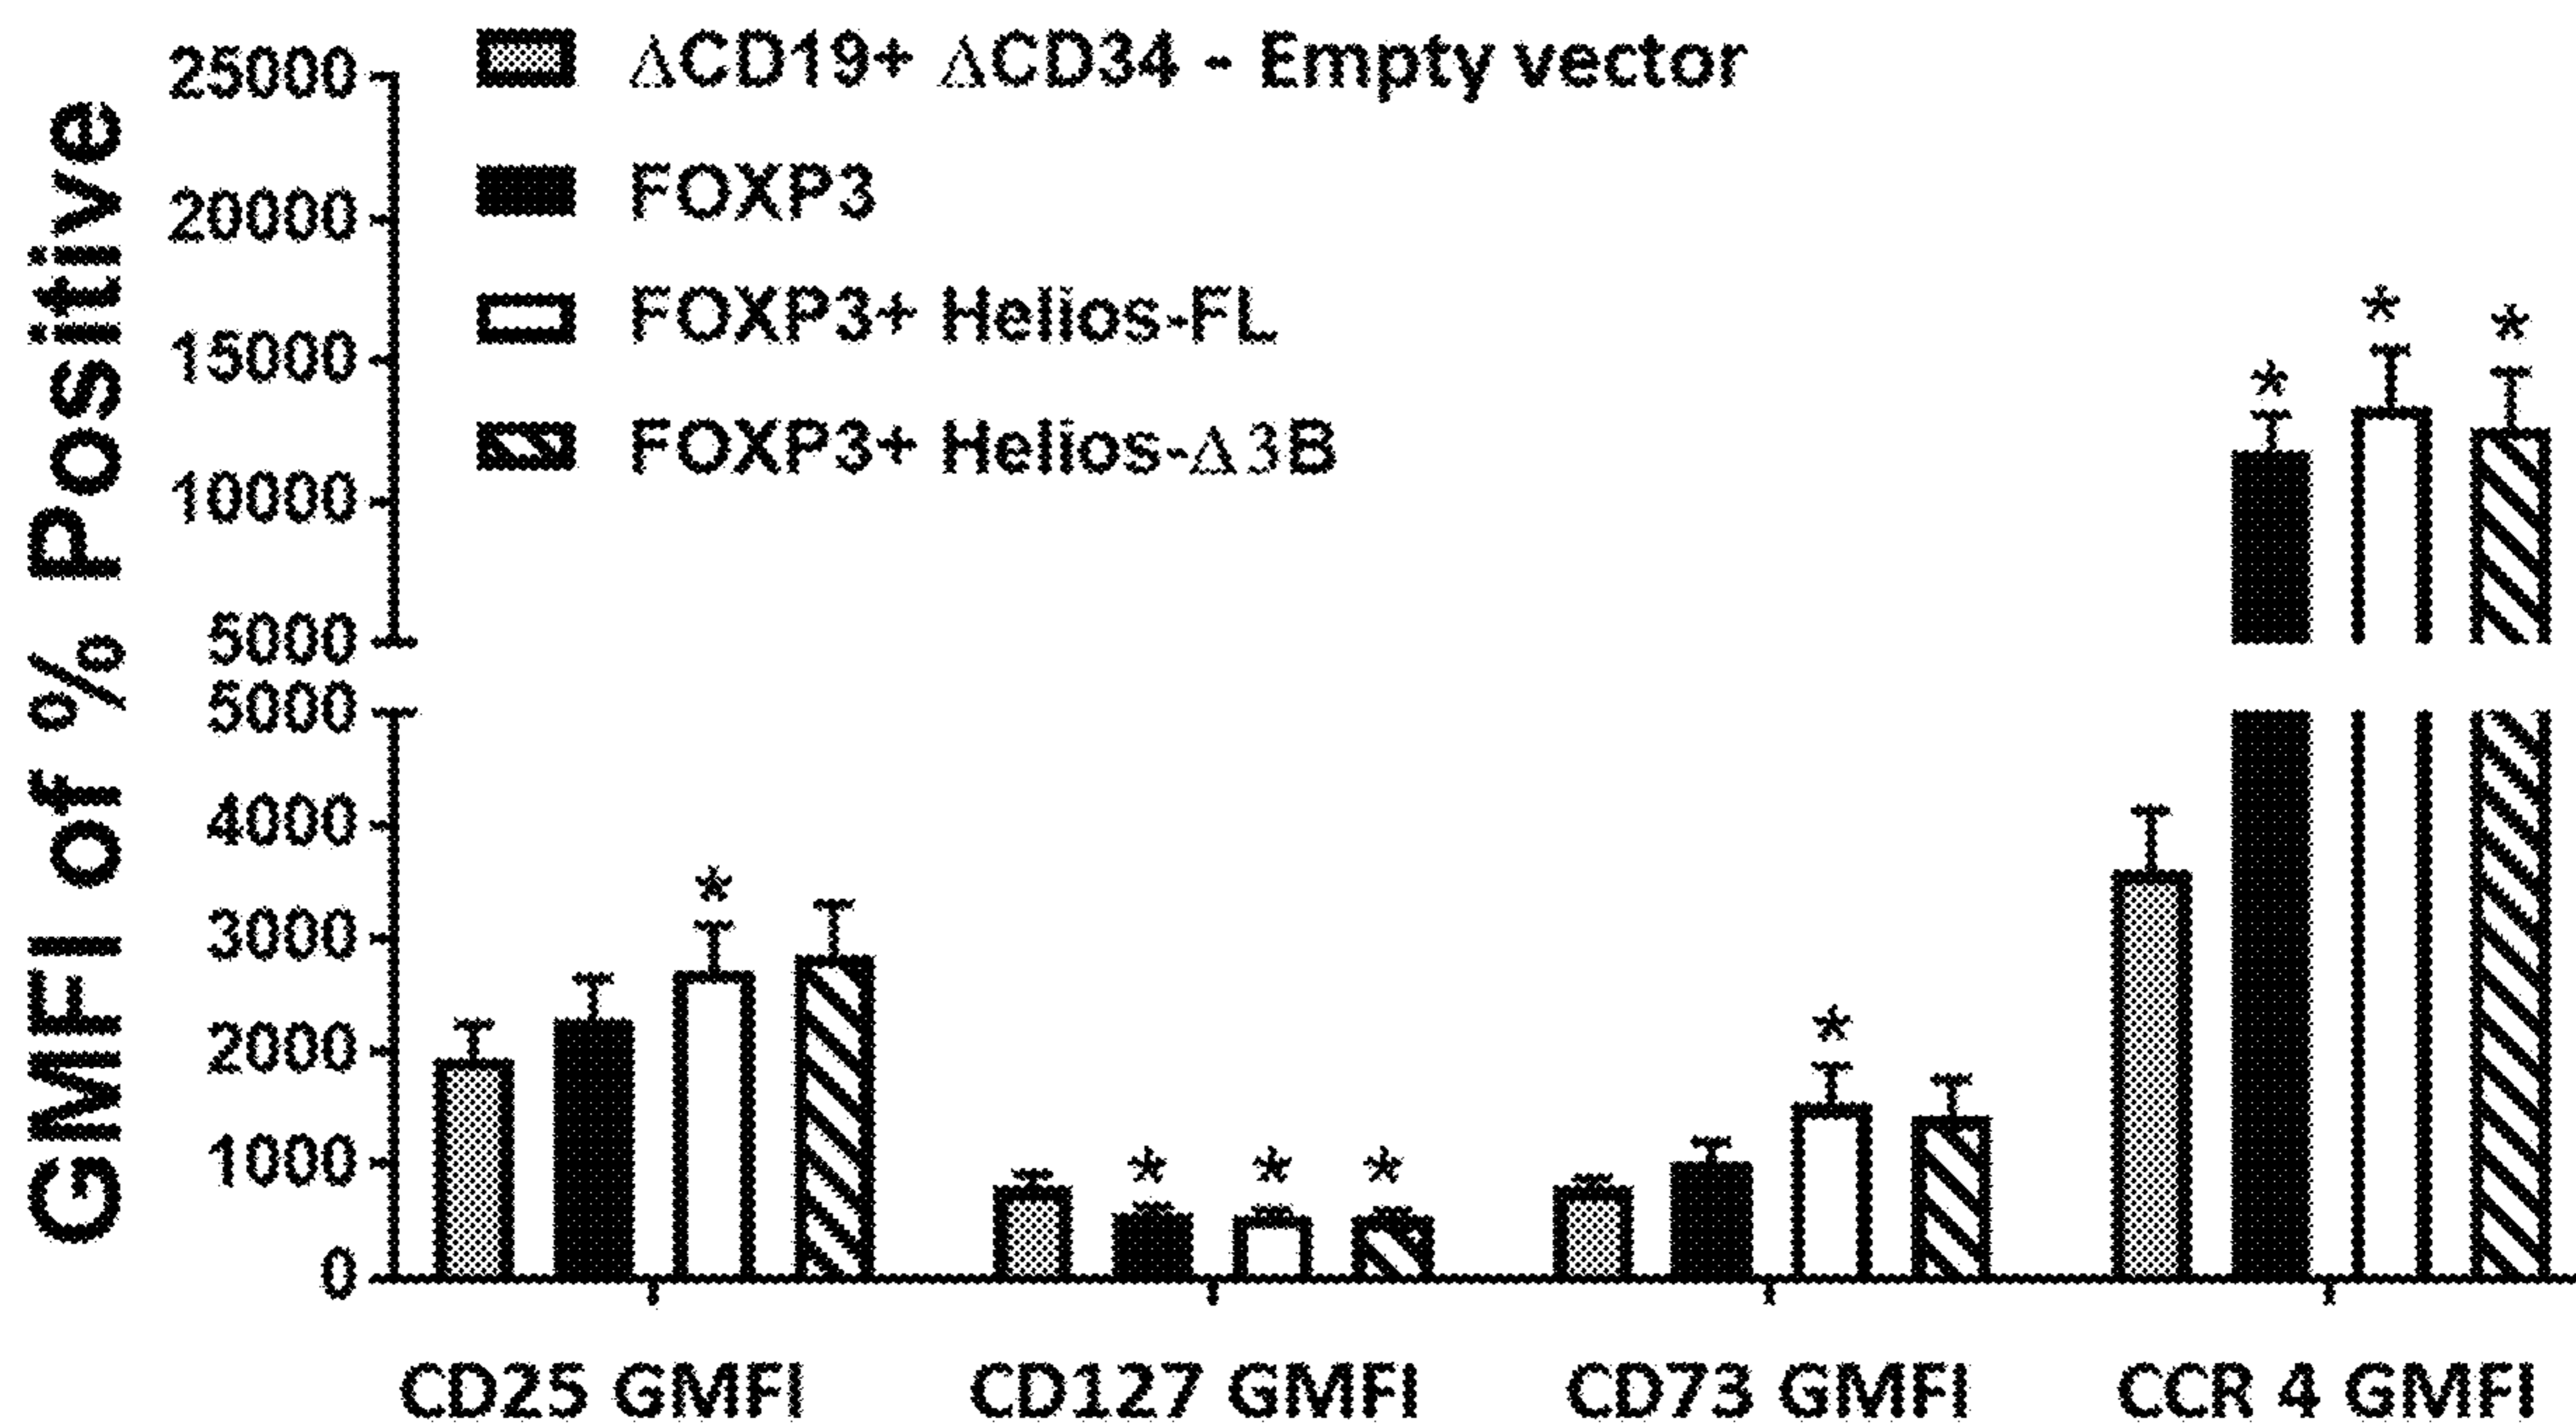 GMFI of % Positive
25000
20000
15000
10000
5000
5000
4000
3000
2000
1000
0
ΔCD19+ ΔCD34 - Empty vector
FOXP3
FOXP3+ Helios-FL
FOXP3+ Helios-Δ3B
*
* * *
*
* * *
CD25 GMFI
CD127 GMFI
CD73 GMFI
CCR 4 GMFI